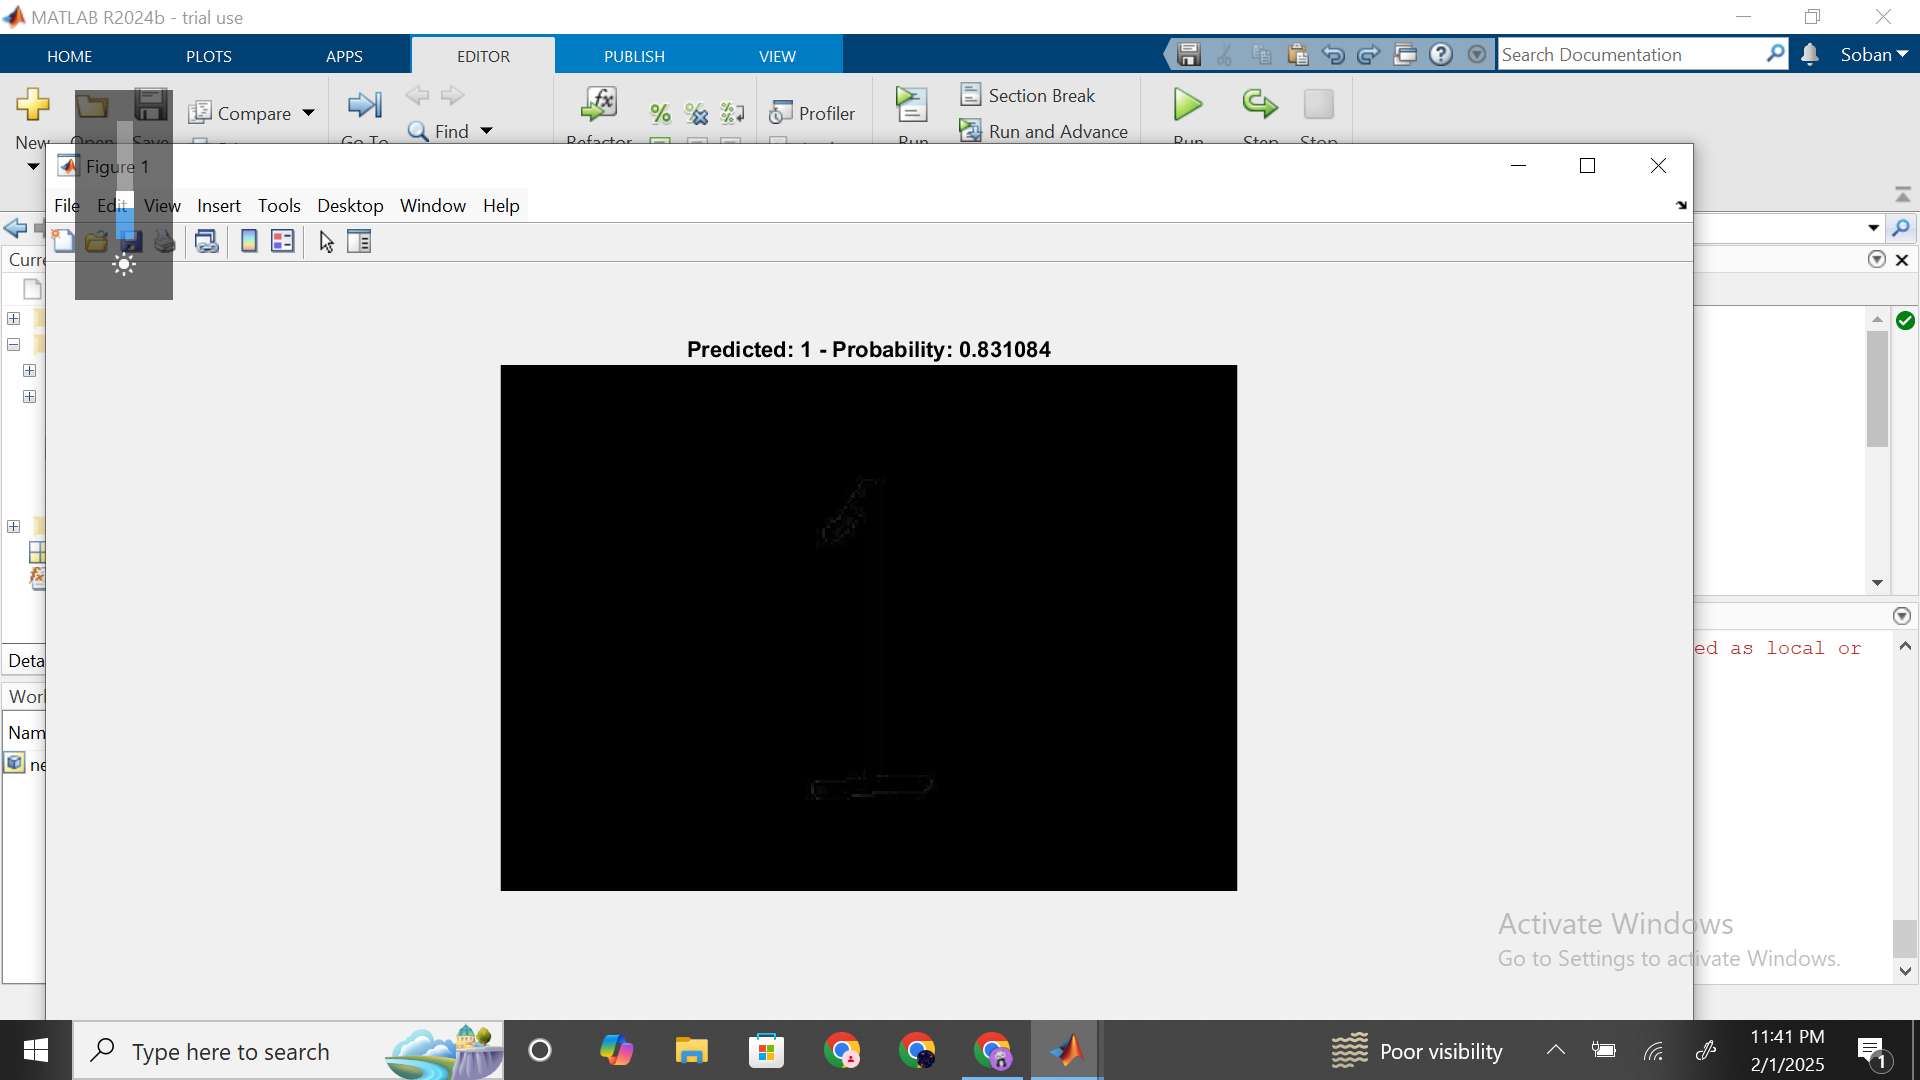 MATLAB R2024b - trial use
HOME PLOTS APPS EDITOR PUBLISH VIEW
Search Documentation
Soban
New Open Save
Compare
Go To
Find
Refactor
Profiler
Run
Section Break
Run and Advance
Run Step Stop
Figure 1
File Edit View Insert Tools Desktop Window Help
Predicted: 1 - Probability: 0.831084
1
Curre
Deta
Worl
Nam
ne
ed as local or
Activate Windows
Go to Settings to activate Windows.
Type here to search
Poor visibility
11:41 PM
2/1/2025
1